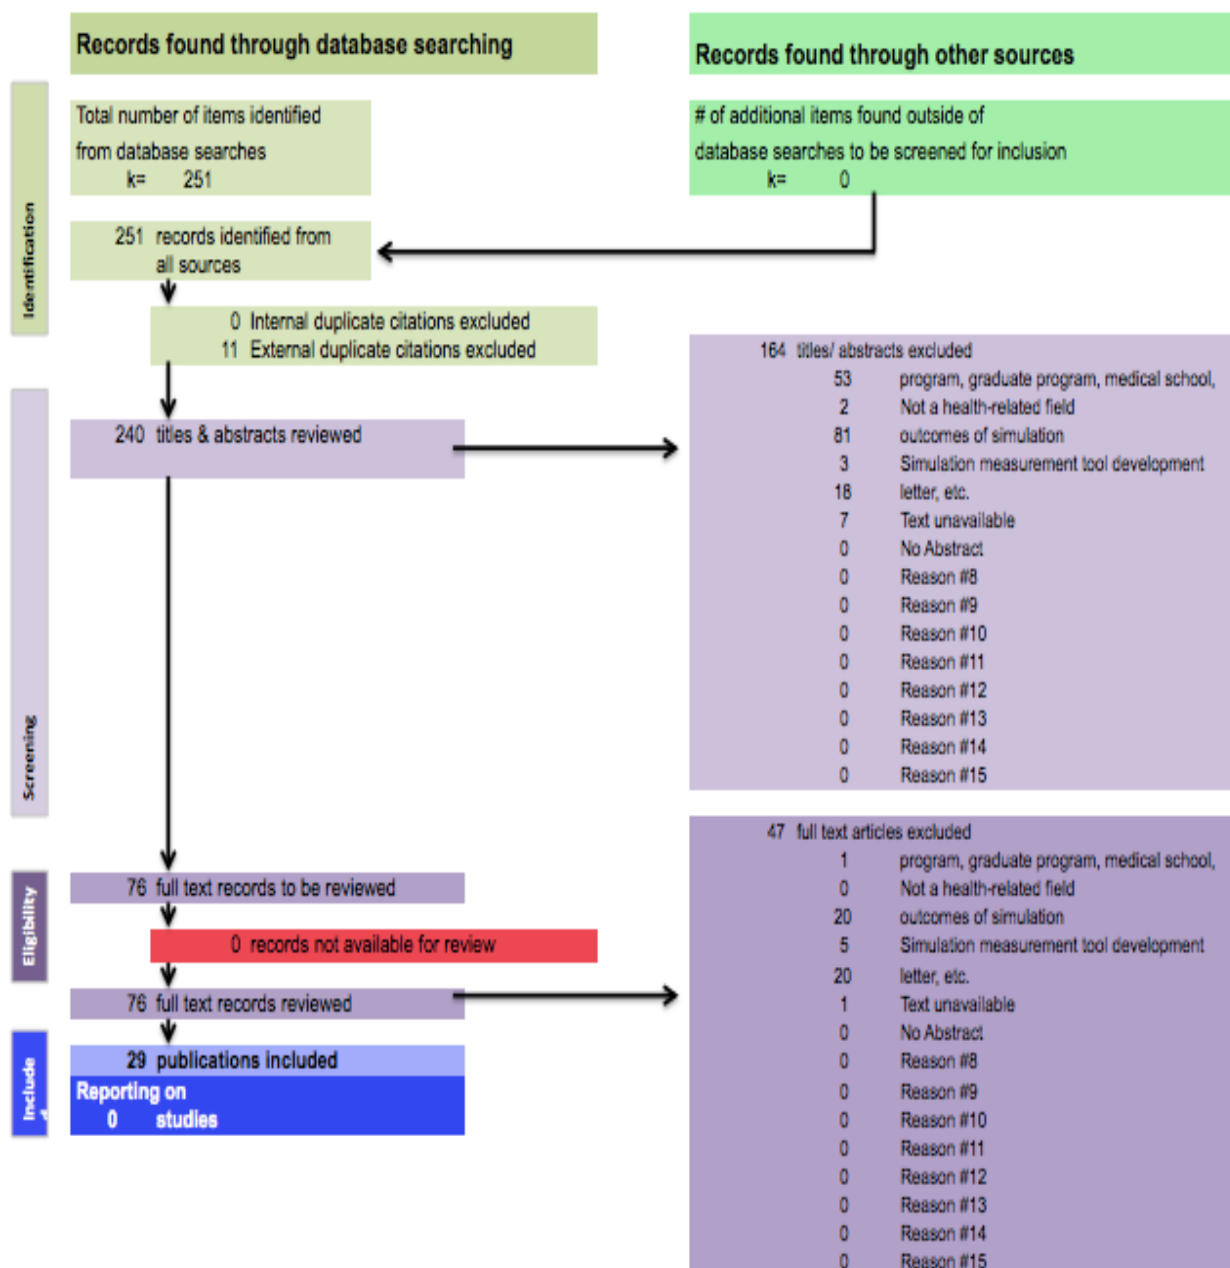 Records found through database searching
Records found through other sources
Identification
Total number of items identified
from database searches
k= 251
# of additional items found outside of
database searches to be screened for inclusion
k= 0
251 records identified from
all sources
0 Internal duplicate citations excluded
11 External duplicate citations excluded
Screening
240 titles & abstracts reviewed
164 titles/ abstracts excluded
53 program, graduate program, medical school,
2 Not a health-related field
81 outcomes of simulation
3 Simulation measurement tool development
18 letter, etc.
7 Text unavailable
0 No Abstract
0 Reason #8
0 Reason #9
0 Reason #10
0 Reason #11
0 Reason #12
0 Reason #13
0 Reason #14
0 Reason #15
Eligibility
76 full text records to be reviewed
0 records not available for review
76 full text records reviewed
47 full text articles excluded
1 program, graduate program, medical school,
0 Not a health-related field
20 outcomes of simulation
5 Simulation measurement tool development
20 letter, etc.
1 Text unavailable
0 No Abstract
0 Reason #8
0 Reason #9
0 Reason #10
0 Reason #11
0 Reason #12
0 Reason #13
0 Reason #14
0 Reason #15
Include
d
29 publications included
Reporting on
0 studies